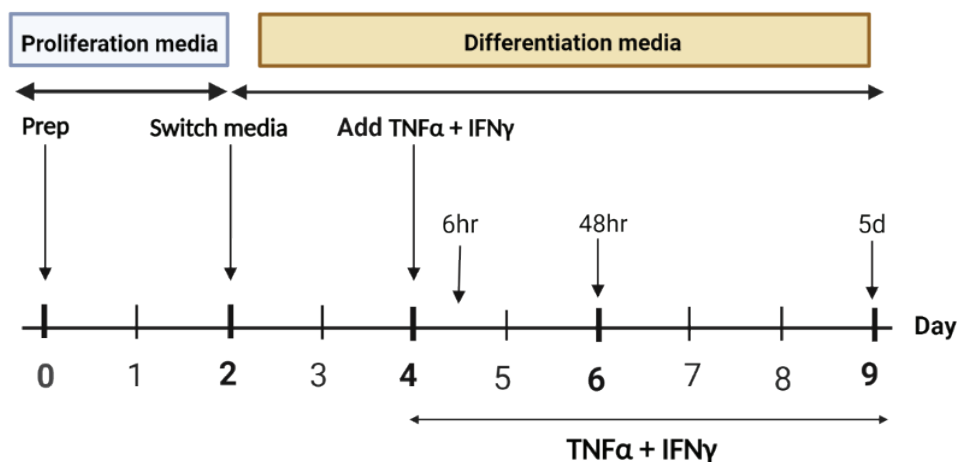 Proliferation media
Differentiation media
Prep
Switch media
Add TNFα + IFNγ
6hr
48hr
5d
Day
0 1 2 3 4 5 6 7 8 9
TNFα + IFNγ